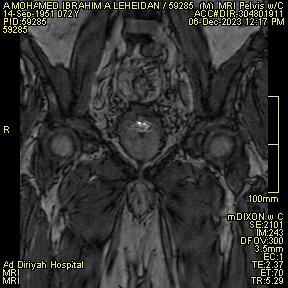 A MOHAMED IBRAHIM A LEHEIDAN / 59285 (M) MRI Pelvis w/C
14-Sep-1951 072Y ACC#DIR-304801911
PID:59285 06-Dec-2023 12:17 PM
59285
R
100mm
mDIXON w C
SE:2101
IM:243
DFOV:300
3.5mm
EC:1
Ad Diriyah Hospital TE:2.37
MRI ET:70
MRI TR:5.29